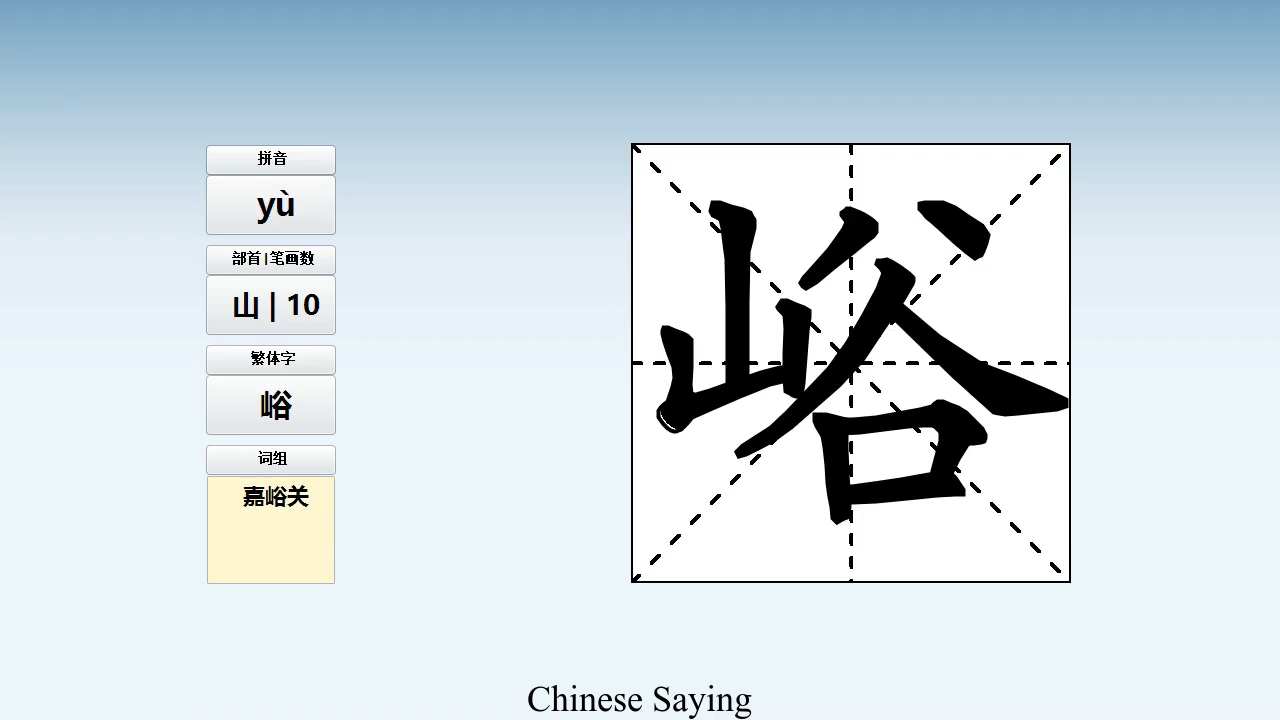 拼音
yù
部首|笔画数
山 | 10
繁体字
峪
词组
嘉峪关
峪
Chinese Saying